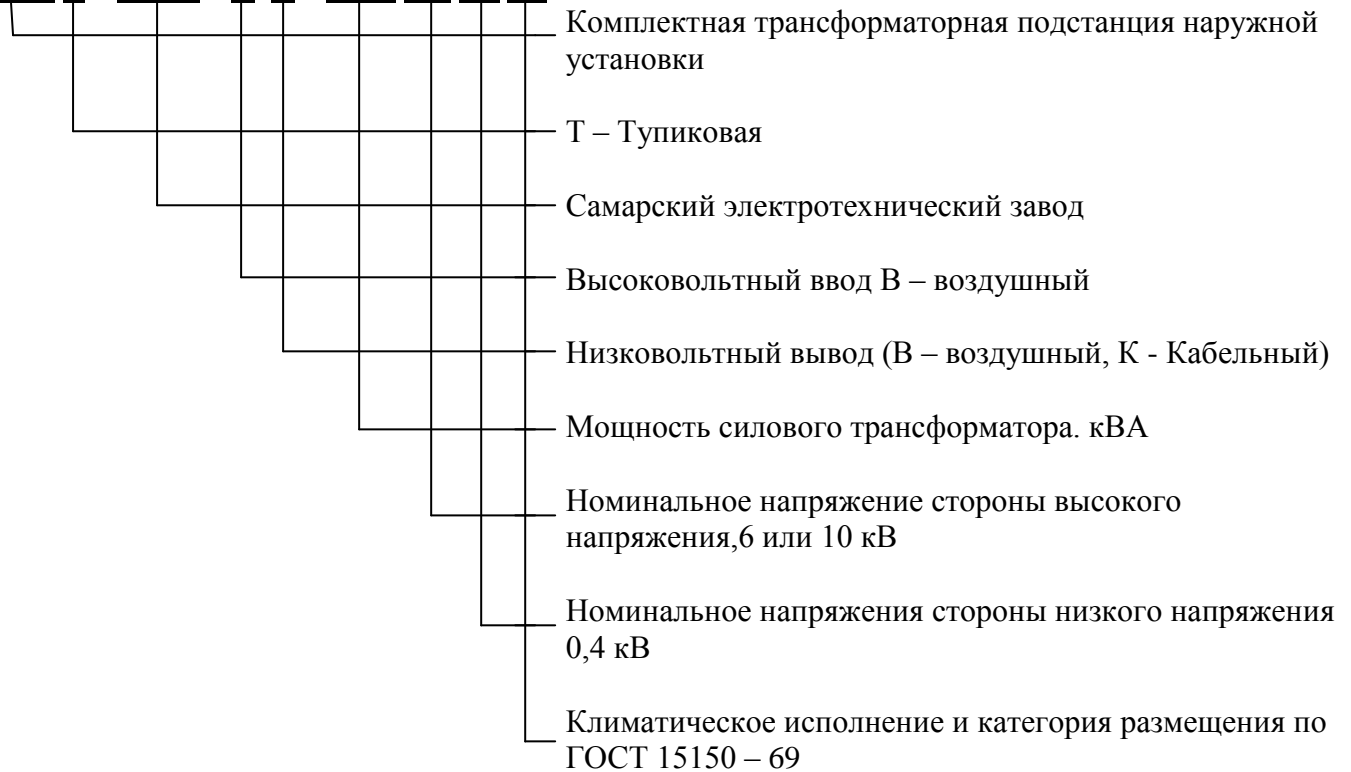 Комплектная трансформаторная подстанция наружной
установки
Т – Тупиковая
Самарский электротехнический завод
Высоковольтный ввод В – воздушный
Низковольтный вывод (В – воздушный, К - Кабельный)
Мощность силового трансформатора. кВА
Номинальное напряжение стороны высокого
напряжения,6 или 10 кВ
Номинальное напряжения стороны низкого напряжения
0,4 кВ
Климатическое исполнение и категория размещения по
ГОСТ 15150 – 69